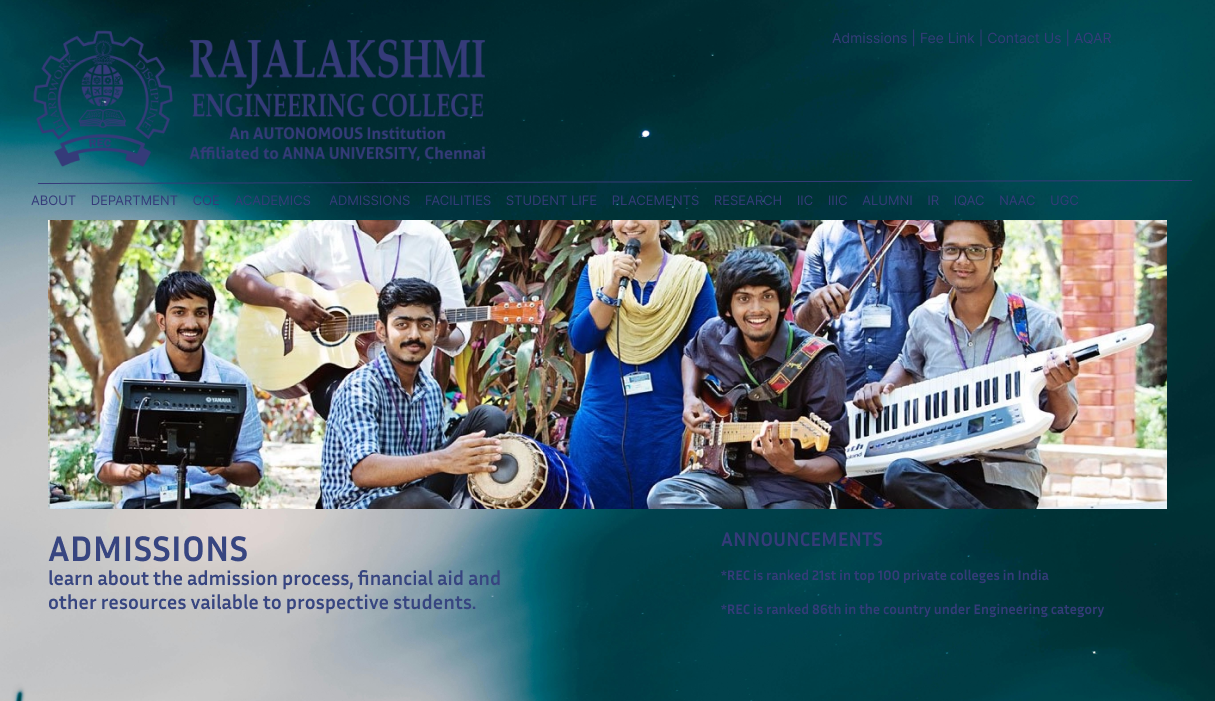 Admissions | Fee Link | Contact Us | AQAR
RAJALAKSHMI
ENGINEERING COLLEGE
An AUTONOMOUS Institution
Affiliated to ANNA UNIVERSITY, Chennai
REC
ABOUT DEPARTMENT COE ACADEMICS ADMISSIONS FACILITIES STUDENT LIFE PLACEMENTS RESEARCH IIC IIIC ALUMNI IR IQAC NAAC UGC
YAMAHA
ADMISSIONS
learn about the admission process, financial aid and
other resources vailable to prospective students.
ANNOUNCEMENTS
*REC is ranked 21st in top 100 private colleges in India
*REC is ranked 86th in the country under Engineering category